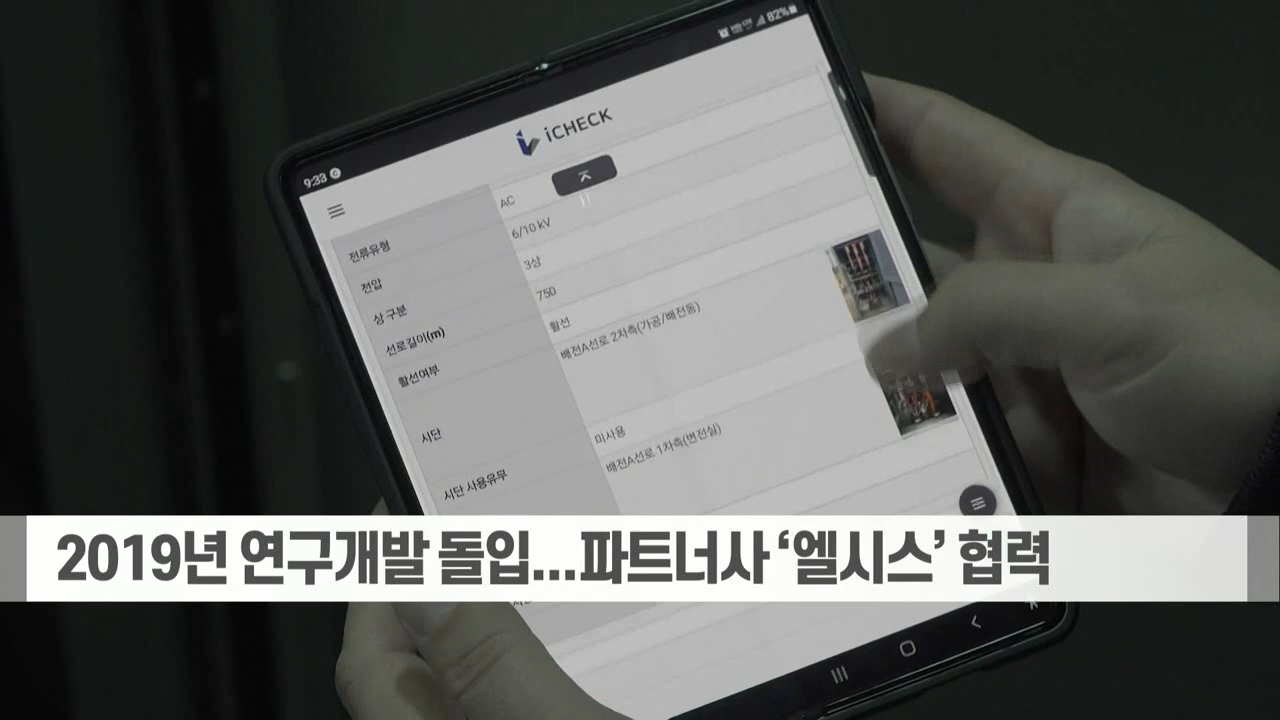 82%
9:33
iCHECK
전류유형 AC
전압 6/10 kV
상 구분 3상
선로길이(m) 750
활선여부 활선
시단 배전A선로 2차측(가공/배전동)
시단 사용유무 미사용
배전A선로 1차측(변전실)
2019년 연구개발 돌입...파트너사 ‘엘시스’ 협력